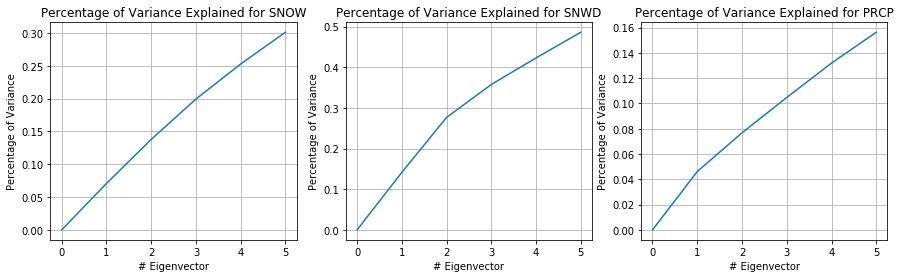 Percentage of Variance Explained for SNOW
0.30
0.25
0.20
0.15
0.10
0.05
0.00
Percentage of Variance
0 1 2 3 4 5
# Eigenvector
Percentage of Variance Explained for SNWD
0.5
0.4
0.3
0.2
0.1
0.0
Percentage of Variance
0 1 2 3 4 5
# Eigenvector
Percentage of Variance Explained for PRCP
0.16
0.14
0.12
0.10
0.08
0.06
0.04
0.02
0.00
Percentage of Variance
0 1 2 3 4 5
# Eigenvector